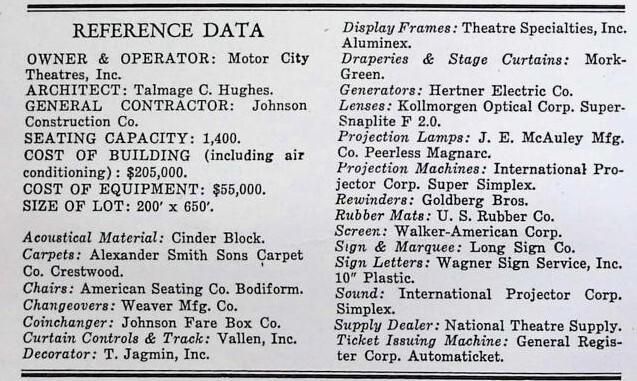 REFERENCE DATA
OWNER & OPERATOR: Motor City
Theatres, Inc.
ARCHITECT: Talmage C. Hughes.
GENERAL CONTRACTOR: Johnson
Construction Co.
SEATING CAPACITY: 1,400.
COST OF BUILDING (including air
conditioning): $205,000.
COST OF EQUIPMENT: $55,000.
SIZE OF LOT: 200' x 650'.
Acoustical Material: Cinder Block.
Carpets: Alexander Smith Sons Carpet
Co. Crestwood.
Chairs: American Seating Co. Bodiform.
Changeovers: Weaver Mfg. Co.
Coinchanger: Johnson Fare Box Co.
Curtain Controls & Track: Vallen, Inc.
Decorator: T. Jagmin, Inc.
Display Frames: Theatre Specialties, Inc.
Aluminex.
Draperies & Stage Curtains: Mork-
Green.
Generators: Hertner Electric Co.
Lenses: Kollmorgen Optical Corp. Super-
Snaplite F 2.0.
Projection Lamps: J. E. McAuley Mfg.
Co. Peerless Magnarc.
Projection Machines: International Pro-
jector Corp. Super Simplex.
Rewinders: Goldberg Bros.
Rubber Mats: U. S. Rubber Co.
Screen: Walker-American Corp.
Sign & Marquee: Long Sign Co.
Sign Letters: Wagner Sign Service, Inc.
10" Plastic.
Sound: International Projector Corp.
Simplex.
Supply Dealer: National Theatre Supply.
Ticket Issuing Machine: General Regis-
ter Corp. Automaticket.